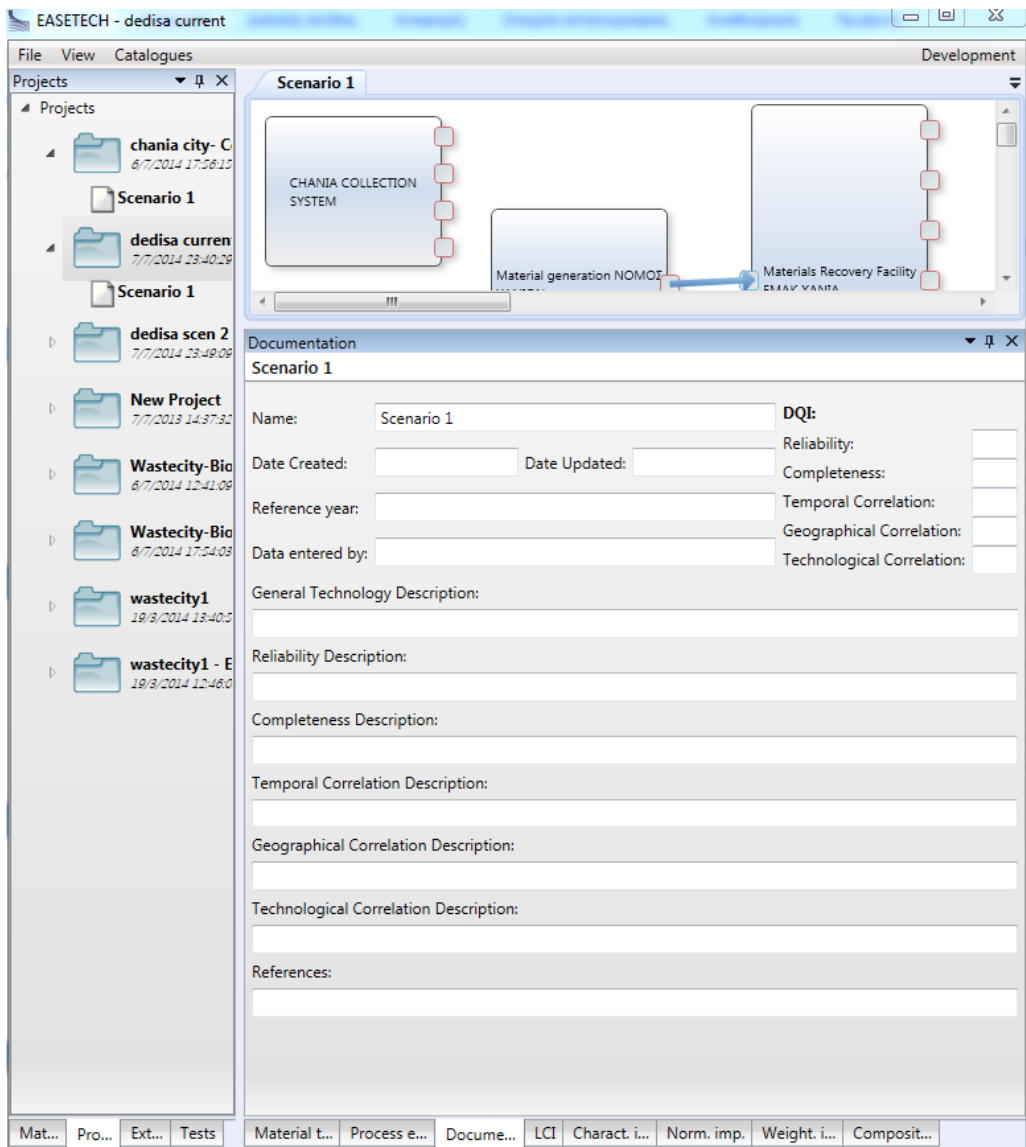 EASETECH - dedisa current
File View Catalogues Development
Projects
Projects
chania city- C
6/7/2014 17:56:15
Scenario 1
dedisa curren
7/7/2014 23:40:29
Scenario 1
dedisa scen 2
7/7/2014 23:49:09
New Project
7/7/2013 14:37:32
Wastecity-Bio
6/7/2014 12:41:09
Wastecity-Bio
6/7/2014 17:54:03
wastecity1
19/3/2014 13:40:5
wastecity1 - E
19/3/2014 12:46:0
Mat... Pro... Ext... Tests
Scenario 1
CHANIA COLLECTION
SYSTEM
Material generation ΝΟΜΟΣ
Materials Recovery Facility
Documentation
Scenario 1
Name: Scenario 1
Date Created: Date Updated:
Reference year:
Data entered by:
DQI:
Reliability:
Completeness:
Temporal Correlation:
Geographical Correlation:
Technological Correlation:
General Technology Description:
Reliability Description:
Completeness Description:
Temporal Correlation Description:
Geographical Correlation Description:
Technological Correlation Description:
References:
Material t... Process e... Docume... LCI Charact. i... Norm. imp. Weight. i... Composit...